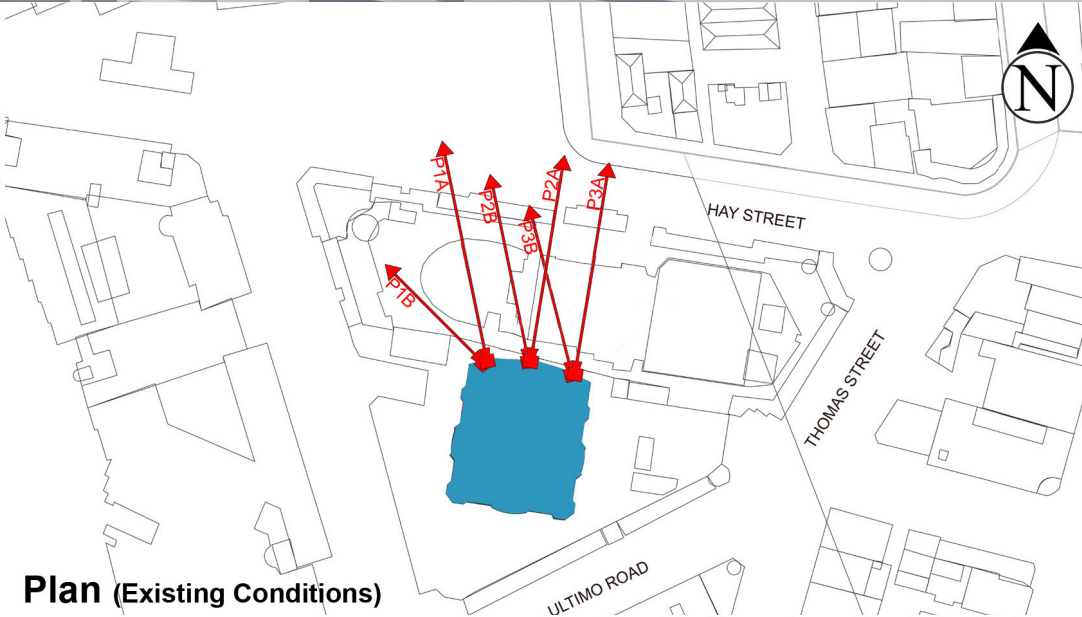 N
P1A
P2B
P2A
P3A
P3B
P1B
HAY STREET
THOMAS STREET
ULTIMO ROAD
Plan (Existing Conditions)